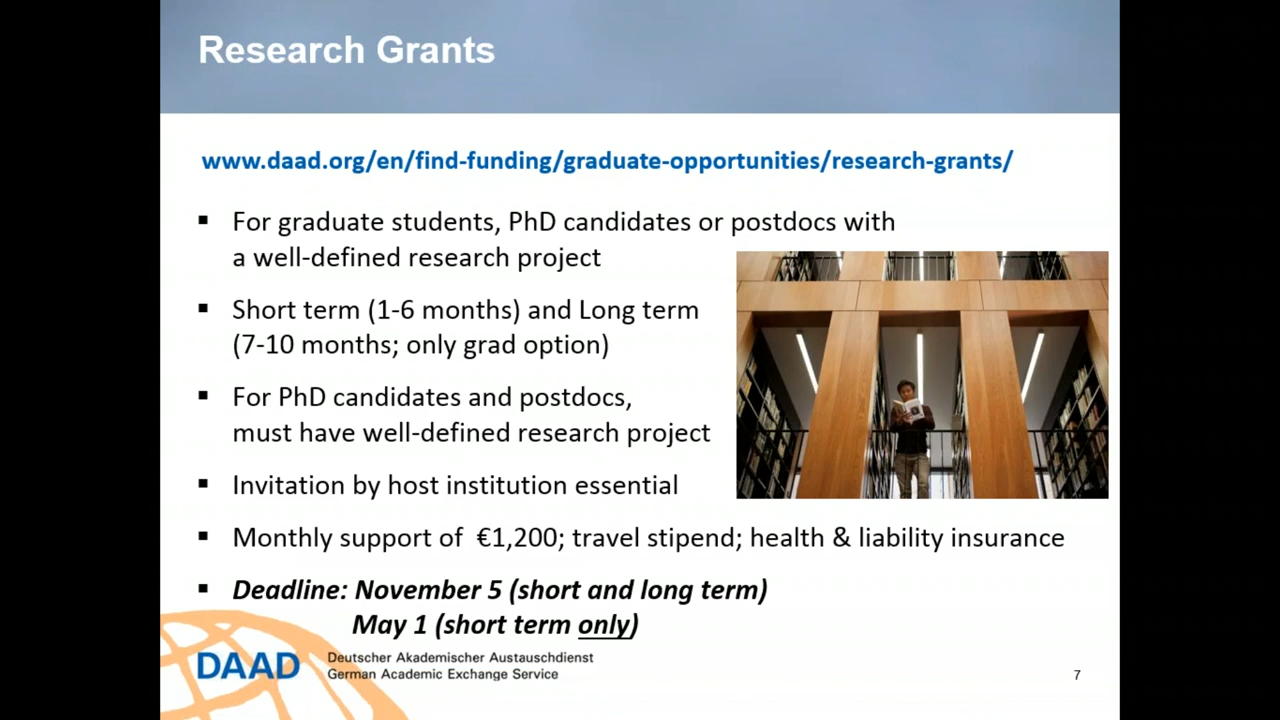 Research Grants
www.daad.org/en/find-funding/graduate-opportunities/research-grants/
▪ For graduate students, PhD candidates or postdocs with
a well-defined research project
▪ Short term (1-6 months) and Long term
(7-10 months; only grad option)
▪ For PhD candidates and postdocs,
must have well-defined research project
▪ Invitation by host institution essential
▪ Monthly support of €1,200; travel stipend; health & liability insurance
▪ Deadline: November 5 (short and long term)
May 1 (short term only)
DAAD
Deutscher Akademischer Austauschdienst
German Academic Exchange Service
7